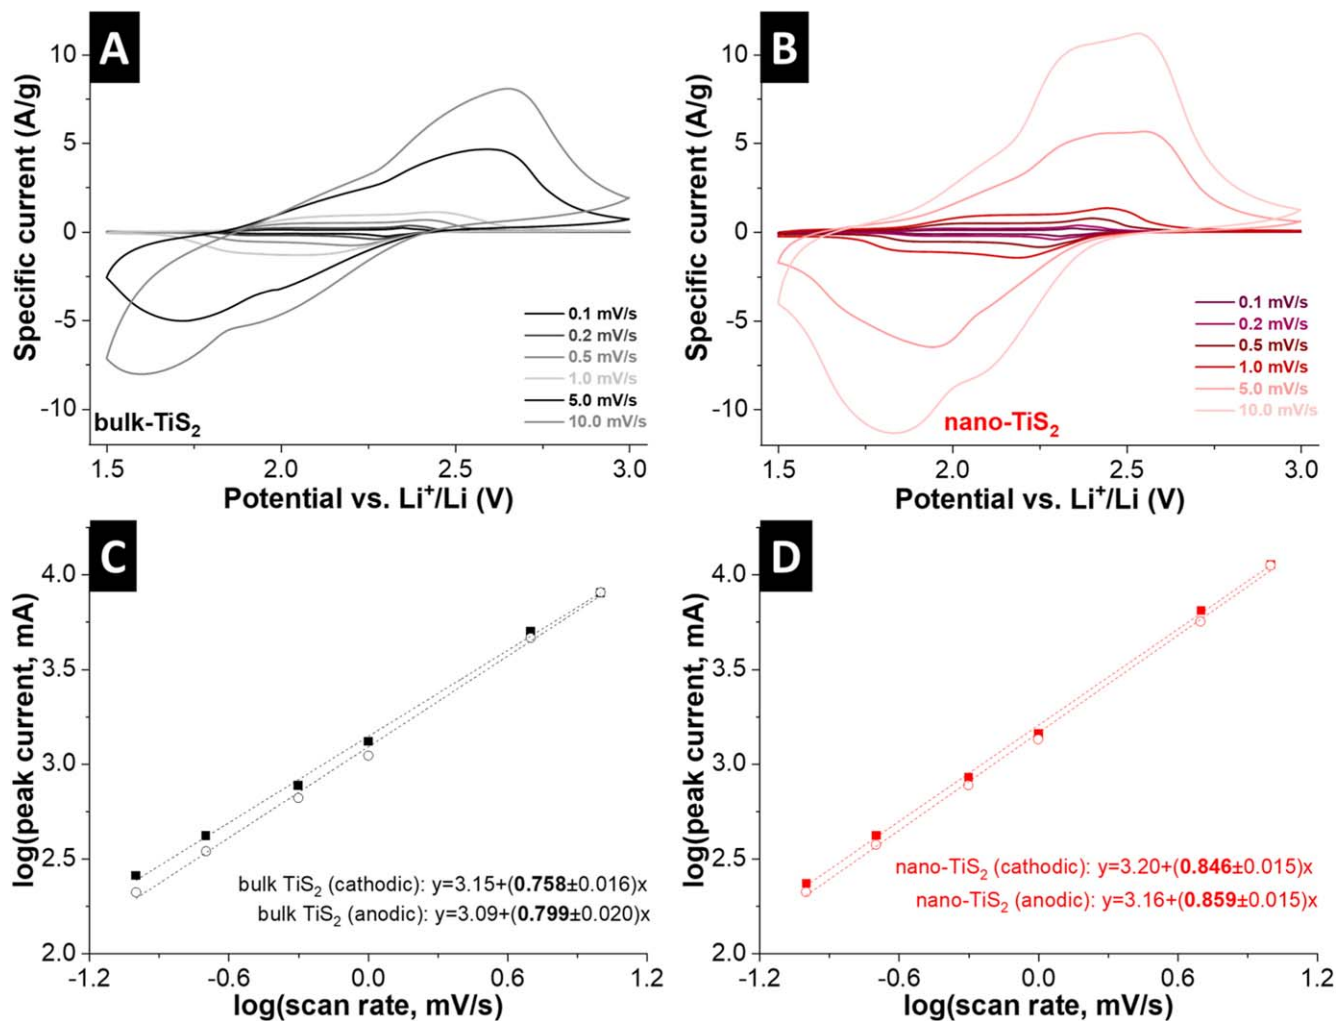 A
Specific current (A/g)
10
5
0
-5
-10
0.1 mV/s
0.2 mV/s
0.5 mV/s
1.0 mV/s
5.0 mV/s
10.0 mV/s
bulk-TiS₂
1.5 2.0 2.5 3.0
Potential vs. Li⁺/Li (V)
B
Specific current (A/g)
10
5
0
-5
-10
0.1 mV/s
0.2 mV/s
0.5 mV/s
1.0 mV/s
5.0 mV/s
10.0 mV/s
nano-TiS₂
1.5 2.0 2.5 3.0
Potential vs. Li⁺/Li (V)
C
log(peak current, mA)
4.0
3.5
3.0
2.5
2.0
bulk TiS₂ (cathodic): y=3.15+(0.758±0.016)x
bulk TiS₂ (anodic): y=3.09+(0.799±0.020)x
-1.2 -0.6 0.0 0.6 1.2
log(scan rate, mV/s)
D
log(peak current, mA)
4.0
3.5
3.0
2.5
2.0
nano-TiS₂ (cathodic): y=3.20+(0.846±0.015)x
nano-TiS₂ (anodic): y=3.16+(0.859±0.015)x
-1.2 -0.6 0.0 0.6 1.2
log(scan rate, mV/s)